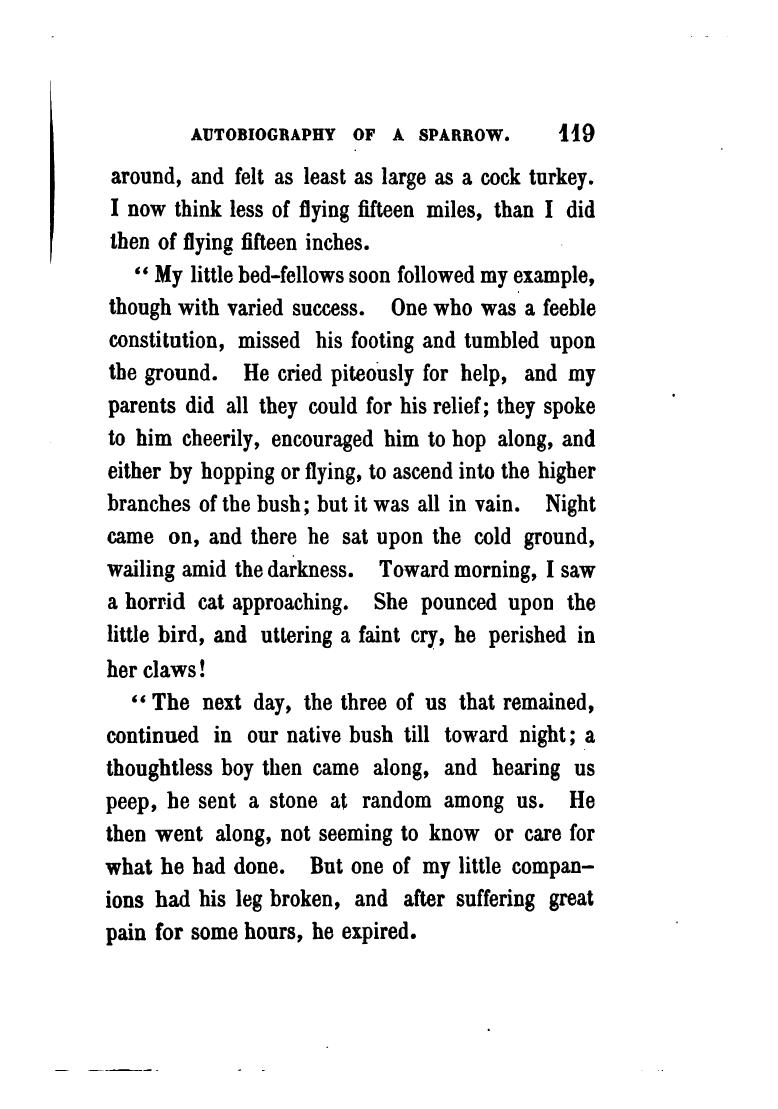 AUTOBIOGRAPHY OF A SPARROW. 119
around, and felt as least as large as a cock turkey.
I now think less of flying fifteen miles, than I did
then of flying fifteen inches.
“ My little bed-fellows soon followed my example,
though with varied success. One who was a feeble
constitution, missed his footing and tumbled upon
the ground. He cried piteously for help, and my
parents did all they could for his relief; they spoke
to him cheerily, encouraged him to hop along, and
either by hopping or flying, to ascend into the higher
branches of the bush; but it was all in vain. Night
came on, and there he sat upon the cold ground,
wailing amid the darkness. Toward morning, I saw
a horrid cat approaching. She pounced upon the
little bird, and uttering a faint cry, he perished in
her claws!
“ The next day, the three of us that remained,
continued in our native bush till toward night; a
thoughtless boy then came along, and hearing us
peep, he sent a stone at random among us. He
then went along, not seeming to know or care for
what he had done. But one of my little compan-
ions had his leg broken, and after suffering great
pain for some hours, he expired.